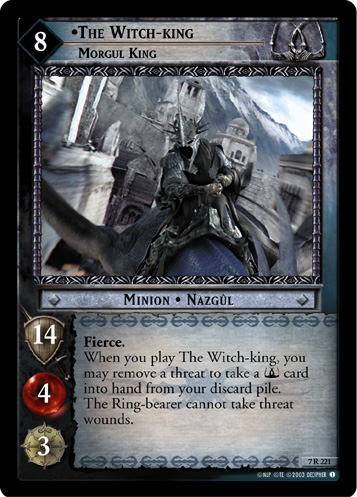 8
•The Witch-king
Morgul King
Minion • Nazgûl
14
4
3
Fierce.
When you play The Witch-king, you
may remove a threat to take a card
into hand from your discard pile.
The Ring-bearer cannot take threat
wounds.
7 R 221
©NLP ™TE ©2003 DECIPHER